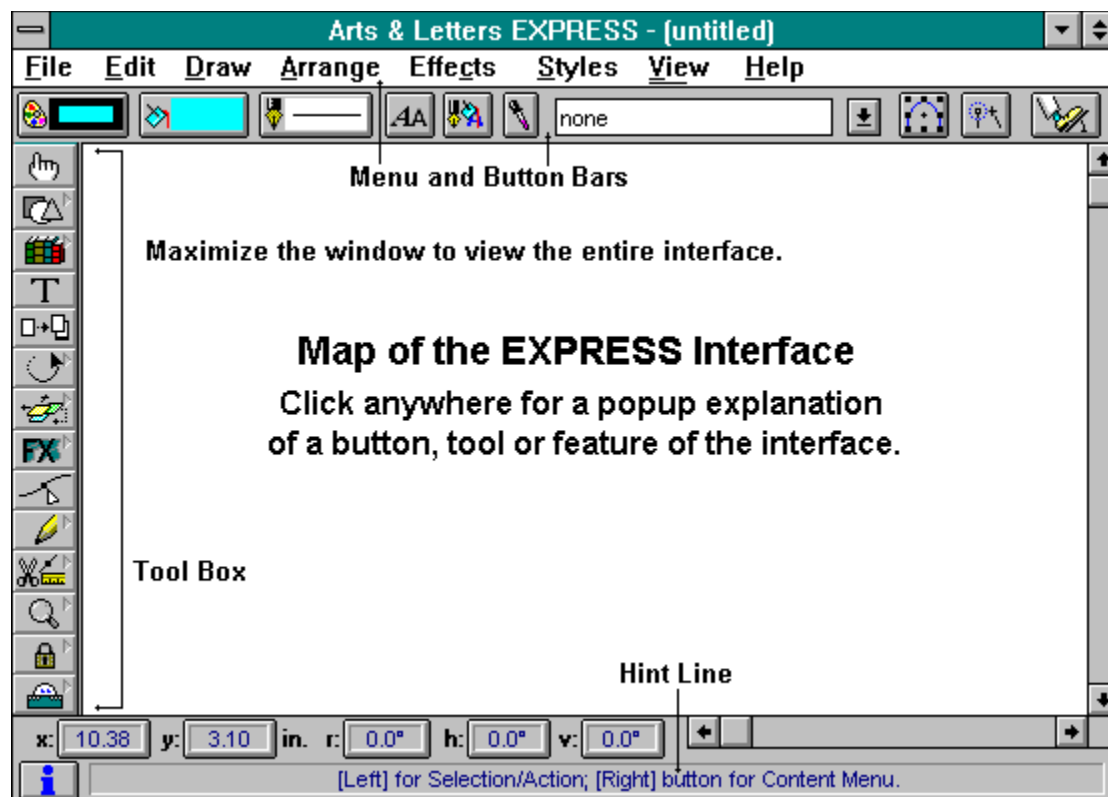 Arts & Letters EXPRESS - (untitled)
File Edit Draw Arrange Effects Styles View Help
AA none
Menu and Button Bars
Maximize the window to view the entire interface.
T
Map of the EXPRESS Interface
Click anywhere for a popup explanation
of a button, tool or feature of the interface.
FX
Tool Box
Hint Line
x: 10.38 y: 3.10 in. r: 0.0° h: 0.0° v: 0.0°
i [Left] for Selection/Action; [Right] button for Content Menu.